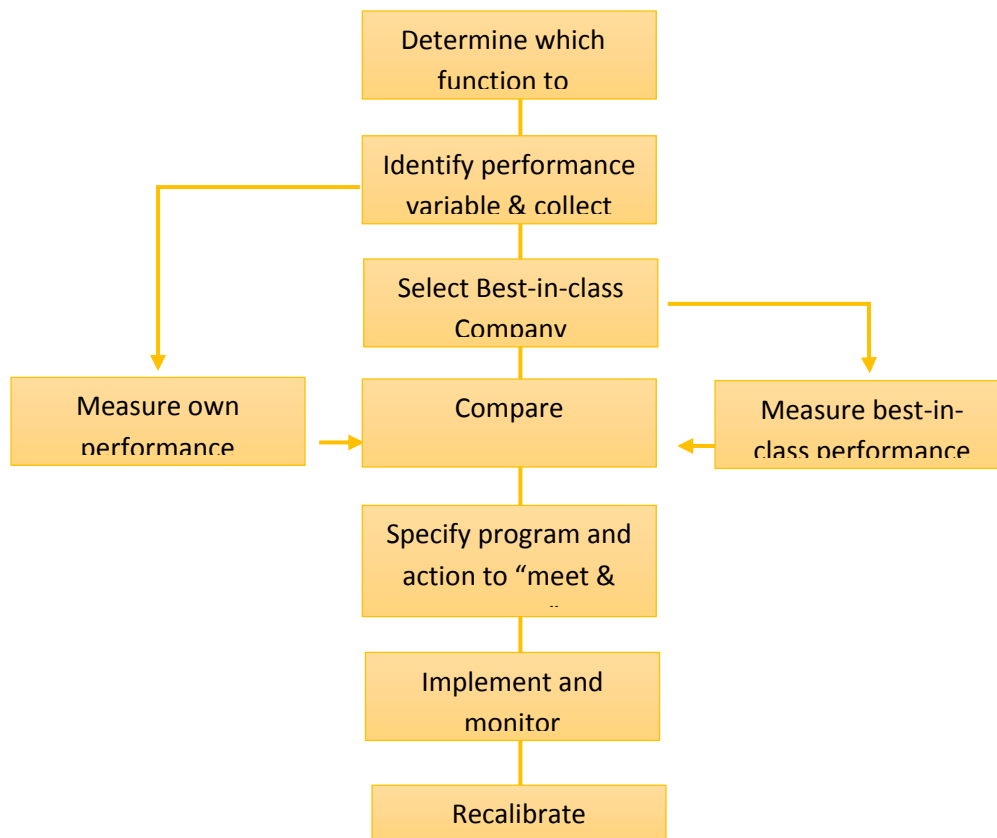 Determine which
function to
Identify performance
variable & collect
Select Best-in-class
Company
Measure own
performance
Compare
Measure best-in-
class performance
Specify program and
action to “meet &
”
Implement and
monitor
Recalibrate